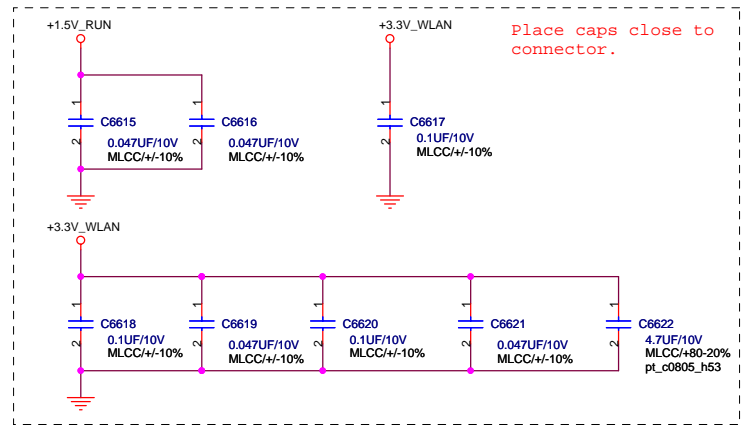 +1.5V_RUN
+3.3V_WLAN
Place caps close to
connector.
1
2
C6615
0.047UF/10V
MLCC/+/-10%
1
2
C6616
0.047UF/10V
MLCC/+/-10%
1
2
C6617
0.1UF/10V
MLCC/+/-10%
+3.3V_WLAN
1
2
C6618
0.1UF/10V
MLCC/+/-10%
1
2
C6619
0.047UF/10V
MLCC/+/-10%
1
2
C6620
0.1UF/10V
MLCC/+/-10%
1
2
C6621
0.047UF/10V
MLCC/+/-10%
1
2
C6622
4.7UF/10V
MLCC/+80-20%
pt_c0805_h53